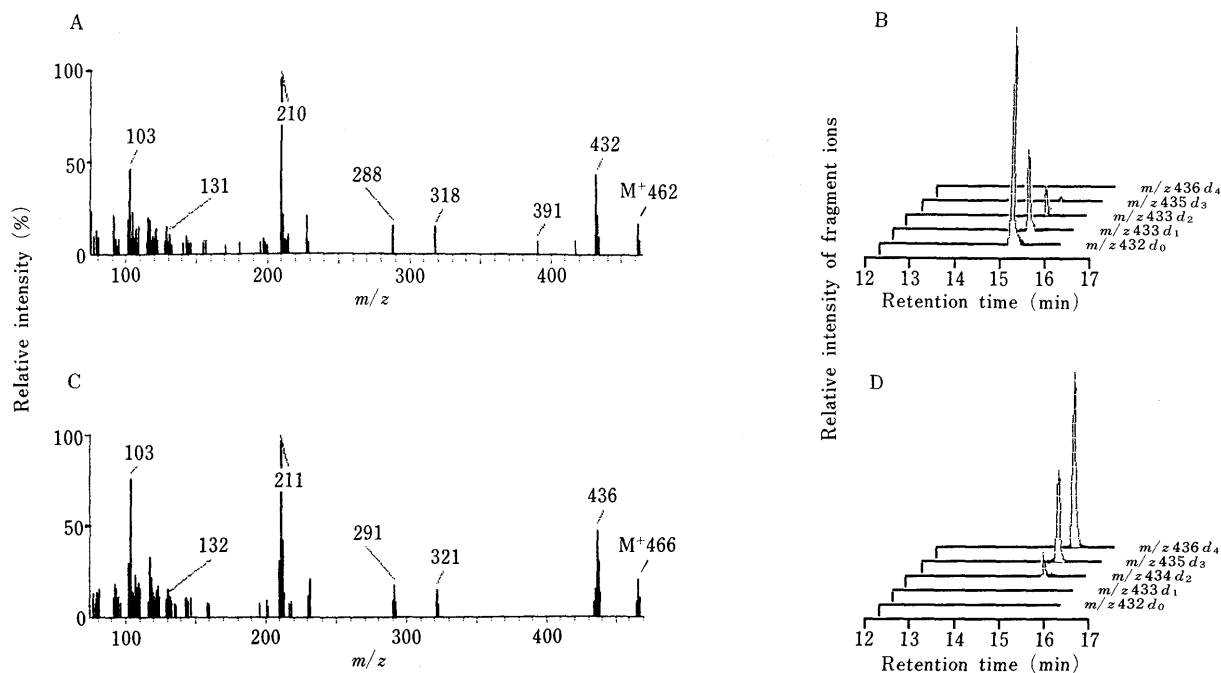 A
B
100
50
0
103
131
210
288
318
391
432
M+462
100
200
300
400
m/z
m/z 436 d4
m/z 435 d3
m/z 433 d2
m/z 433 d1
m/z 432 d0
12 13 14 15 16 17
Retention time (min)
Relative intensity (%)
Relative intensity of fragment ions
C
D
100
50
0
103
132
211
291
321
436
M+466
100
200
300
400
m/z
m/z 436 d4
m/z 435 d3
m/z 434 d2
m/z 433 d1
m/z 432 d0
12 13 14 15 16 17
Retention time (min)